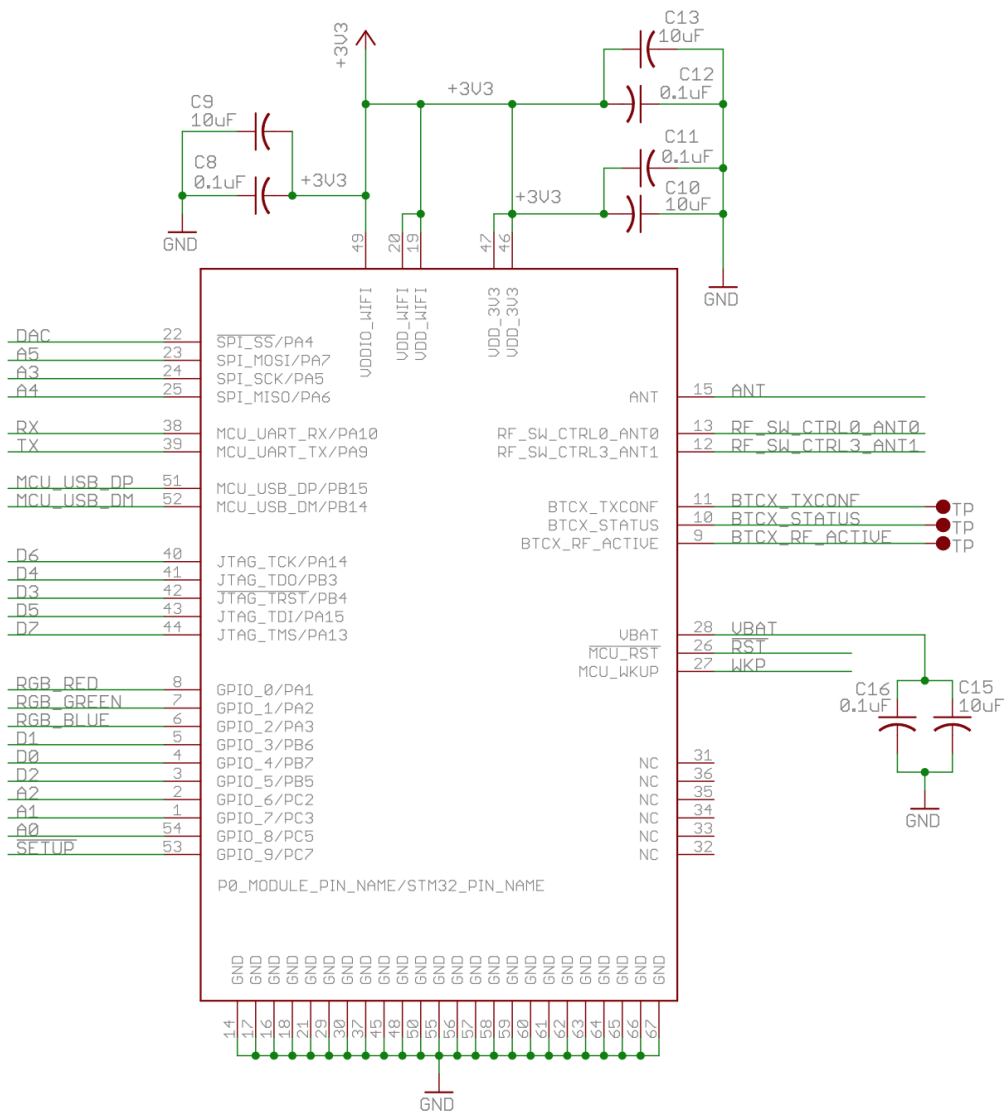 C13
10uF
+3V3
C12
0.1uF
+3V3
C9
10uF
C11
0.1uF
C8
0.1uF
+3V3
+3V3
C10
10uF
GND
49
20
19
47
46
GND
VDDIO_WIFI
VDD_WIFI
VDD_WIFI
VDD_3V3
VDD_3V3
DAC 22 SPI_SS/PA4
A5 23 SPI_MOSI/PA7
A3 24 SPI_SCK/PA5
A4 25 SPI_MISO/PA6
ANT 15 ANT
RX 38 MCU_UART_RX/PA10
RF_SW_CTRL0_ANT0 13 RF_SW_CTRL0_ANT0
TX 39 MCU_UART_TX/PA9
RF_SW_CTRL3_ANT1 12 RF_SW_CTRL3_ANT1
MCU_USB_DP 51 MCU_USB_DP/PB15
MCU_USB_DM 52 MCU_USB_DM/PB14
BTCX_TXCONF 11 BTCX_TXCONF TP
BTCX_STATUS 10 BTCX_STATUS TP
BTCX_RF_ACTIVE 9 BTCX_RF_ACTIVE TP
D6 40 JTAG_TCK/PA14
D4 41 JTAG_TDO/PB3
D3 42 JTAG_TRST/PB4
D5 43 JTAG_TDI/PA15
D7 44 JTAG_TMS/PA13
VBAT 28 VBAT
MCU_RST 26 RST
MCU_WKUP 27 WKP
RGB_RED 8 GPIO_0/PA1
RGB_GREEN 7 GPIO_1/PA2
RGB_BLUE 6 GPIO_2/PA3
D1 5 GPIO_3/PB6
D0 4 GPIO_4/PB7
D2 3 GPIO_5/PB5
A2 2 GPIO_6/PC2
A1 1 GPIO_7/PC3
A0 54 GPIO_8/PC5
SETUP 53 GPIO_9/PC7
C16
0.1uF
C15
10uF
NC 31
NC 36
NC 35
NC 34
NC 33
NC 32
GND
P0_MODULE_PIN_NAME/STM32_PIN_NAME
GND GND GND GND GND GND GND GND GND GND GND GND GND GND GND GND GND GND GND GND GND GND GND GND
14 17 16 18 21 29 30 37 45 48 50 55 56 57 58 59 60 61 62 63 64 65 66 67
GND